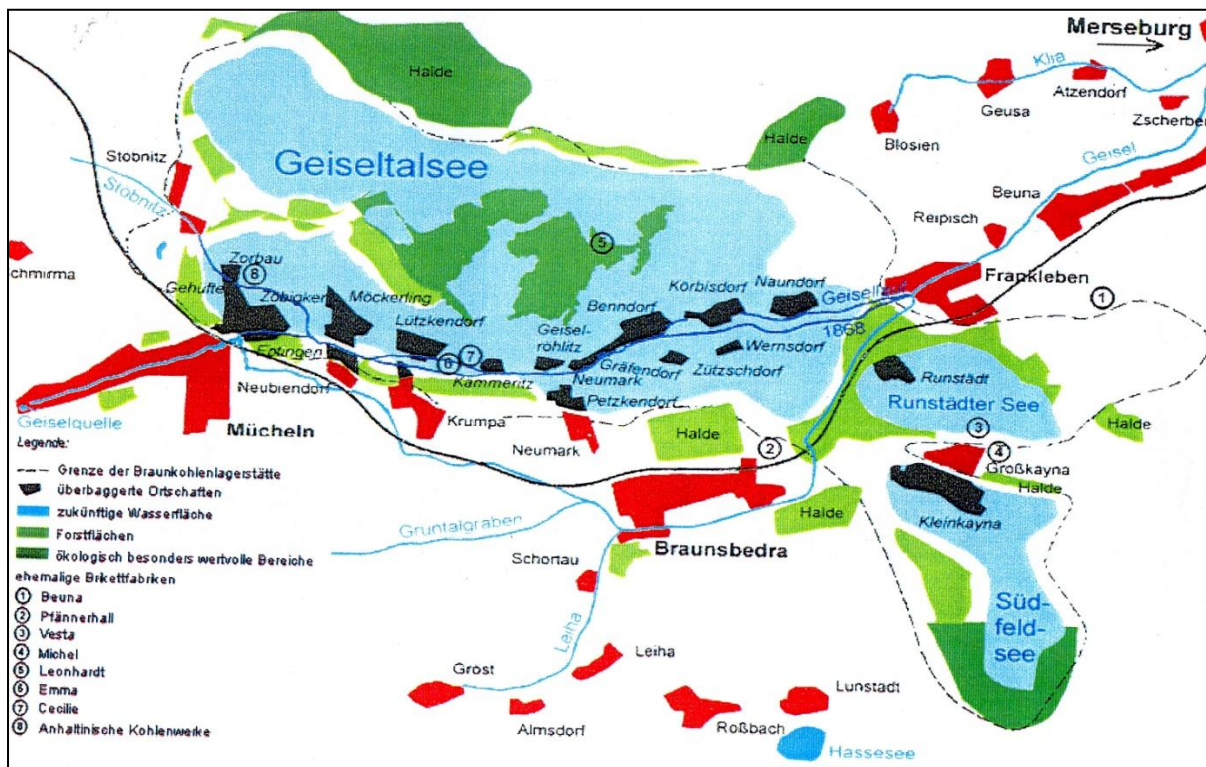 Merseburg
Halde
Klia
Geusa
Atzendorf
Zscherben
Blosien
Halde
Geisel
Stobnitz
Stobnitz
Geiseltalsee
Beuna
Reipisch
Frankleben
chmirma
Zorbau
8
Gehüfte
Zöbigker
Möckerling
Lützkendorf
Geisel-
röhlitz
Benndorf
Körbisdorf
Naundorf
5
Geisellauf
1868
1
Eptingen
6
7
Kämmeritz
Gräfendorf
Neumark
Zützschdorf
Wernsdorf
Petzkendorf
Runstädt
Runstädter See
3
4
Großkayna
Halde
Halde
Kleinkayna
Neubiendorf
Geiselquelle
Mücheln
Krumpa
Neumark
Halde
2
Halde
Gruntalgraben
Braunsbedra
Schortau
Leiha
Süd-
feld-
see
Leiha
Gröst
Almsdorf
Roßbach
Lunstadt
Hassesee
Legende:
Grenze der Braunkohlenlagerstätte
überbaggerte Ortschaften
zukünftige Wasserfläche
Forstflächen
ökologisch besonders wertvolle Bereiche
ehemalige Brikettfabriken
1 Beuna
2 Pfännerhall
3 Vesta
4 Michel
5 Leonhardt
6 Emma
7 Cecilie
8 Anhaltinische Kohlenwerke